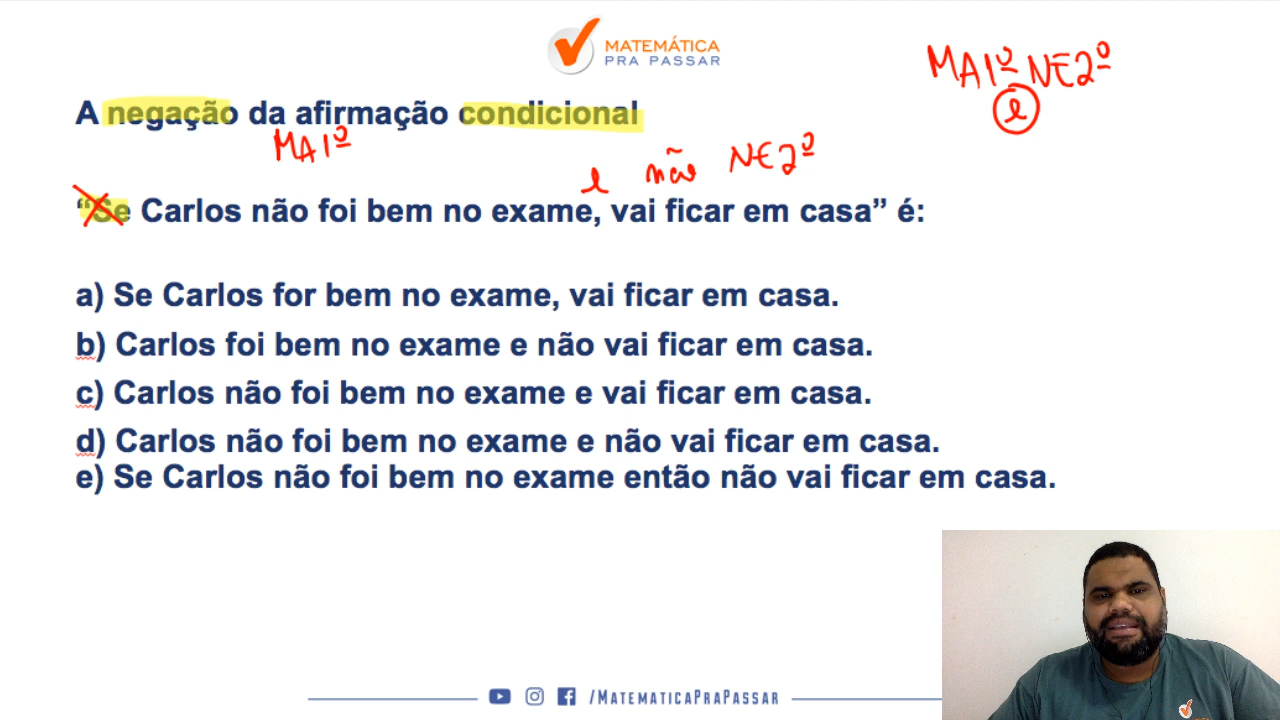 MATEMÁTICA
PRA PASSAR
MA1º NE2º
e
A negação da afirmação condicional
MA1º
e não NE2º
“Se Carlos não foi bem no exame, vai ficar em casa” é:
a) Se Carlos for bem no exame, vai ficar em casa.
b) Carlos foi bem no exame e não vai ficar em casa.
c) Carlos não foi bem no exame e vai ficar em casa.
d) Carlos não foi bem no exame e não vai ficar em casa.
e) Se Carlos não foi bem no exame então não vai ficar em casa.
/MATEMATICAPRAPASSAR